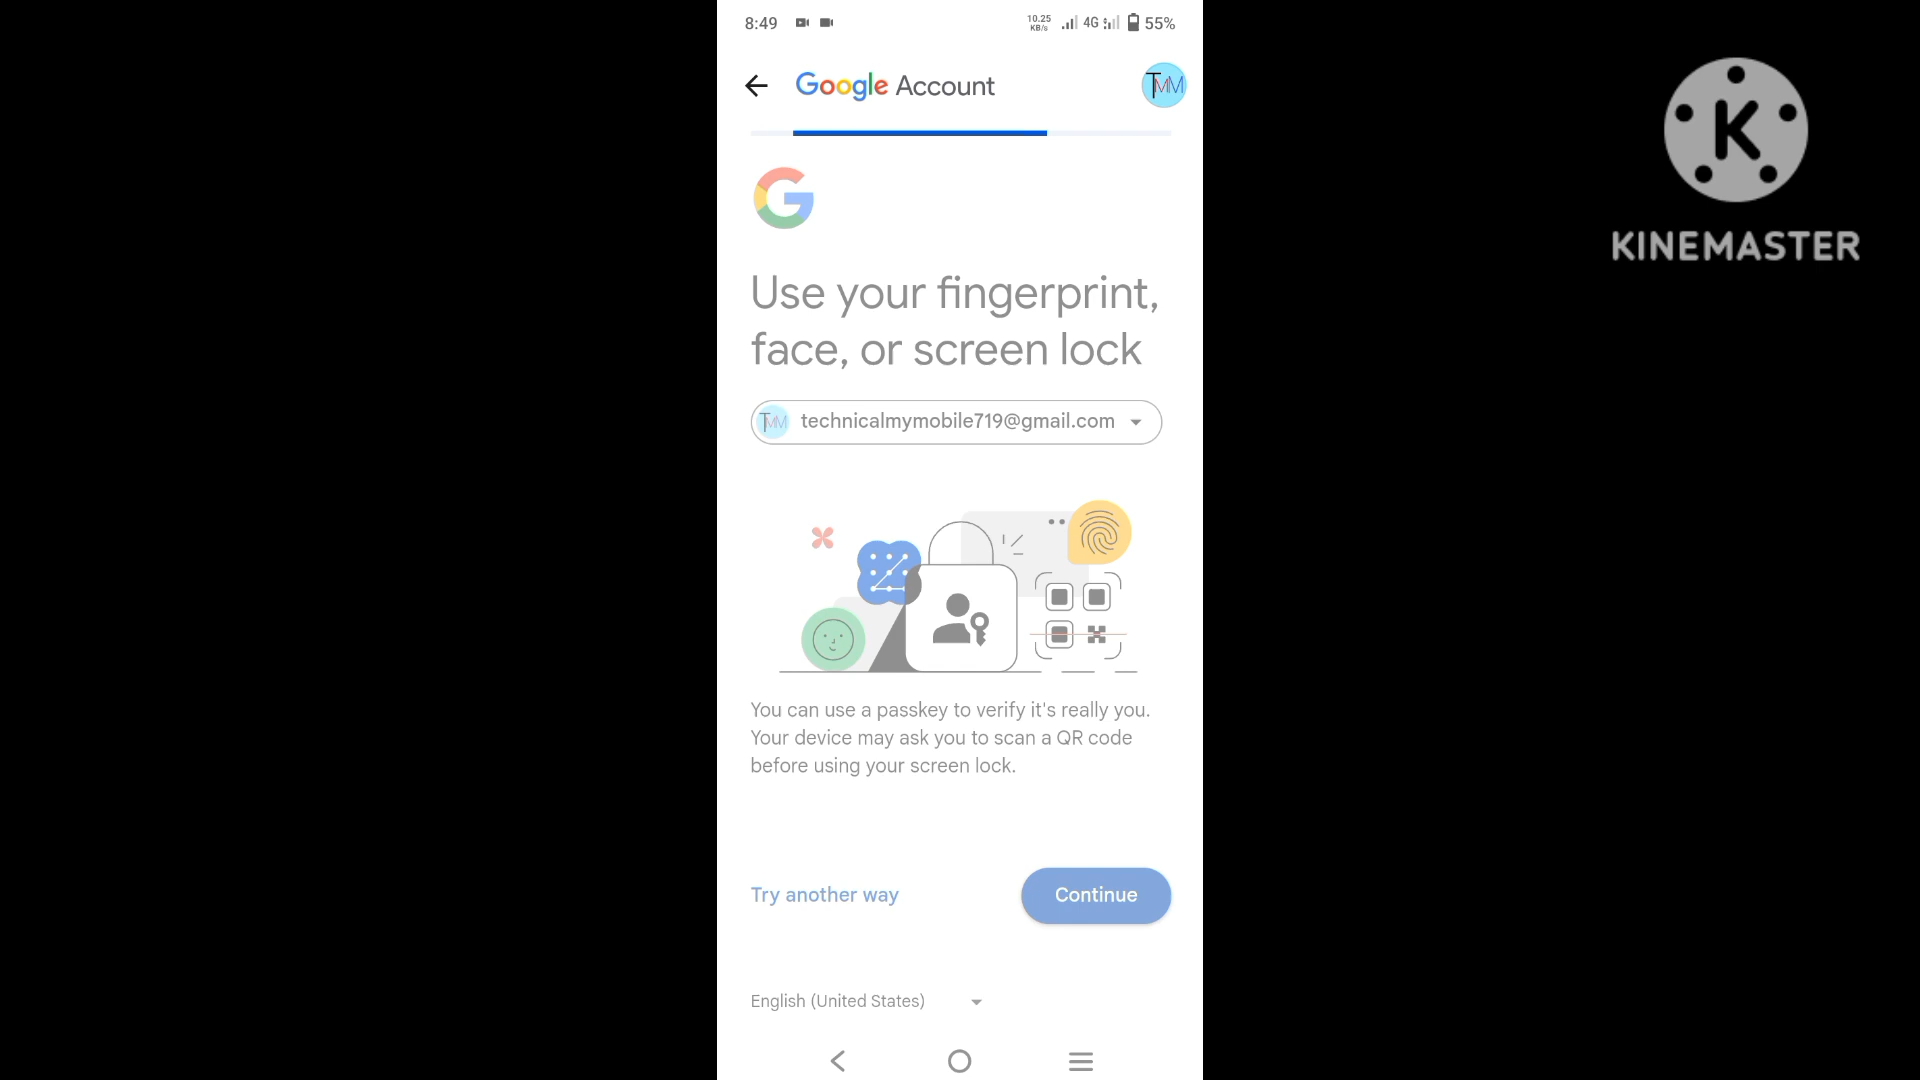 8:49
10.25
KB/s
4G
55%
Google Account
TMM
K
KINEMASTER
Use your fingerprint,
face, or screen lock
TMM
technicalmymobile719@gmail.com
You can use a passkey to verify it's really you.
Your device may ask you to scan a QR code
before using your screen lock.
Try another way
Continue
English (United States)